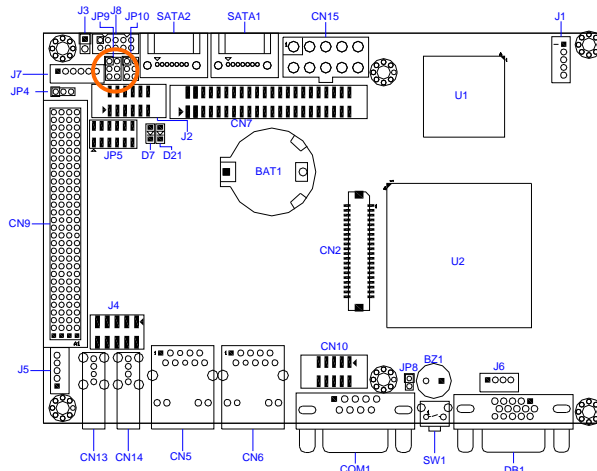 J8
J3 JP9 JP10 SATA2 SATA1 CN15 J1
J7
JP4
U1
CN7
J2
JP5 D7 D21
BAT1
CN9
CN2
U2
J4
A1
CN10
J5
JP8 BZ1 J6
SW1
CN13 CN14 CN5 CN6 COM1 DB1